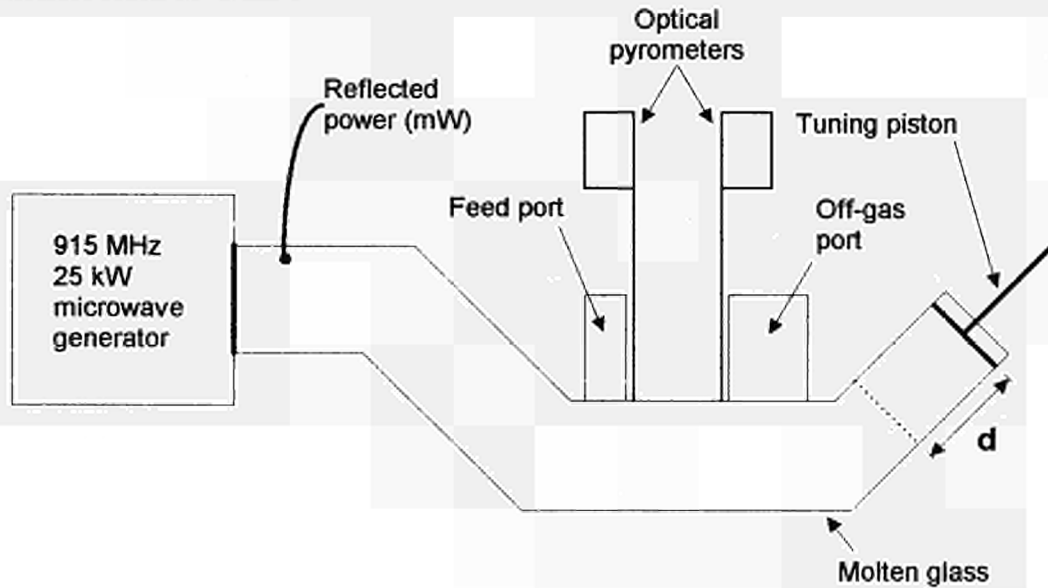 Optical
pyrometers
Reflected
power (mW)
Tuning piston
Feed port
Off-gas
port
915 MHz
25 kW
microwave
generator
d
Molten glass